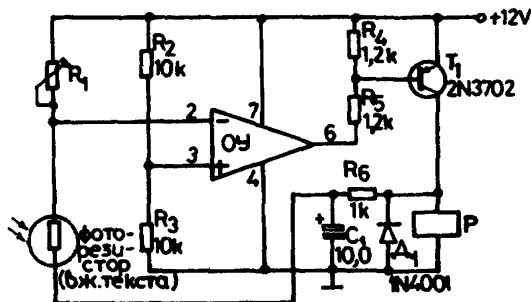 +12V
R1
R2
10k
R4
1,2k
T1
2N3702
R5
1,2k
2
7
3
ОУ
6
4
R6
1k
фото-
рези-
стор
(вж.текста)
R3
10k
+
C1
10,0
Д1
1N4001
P